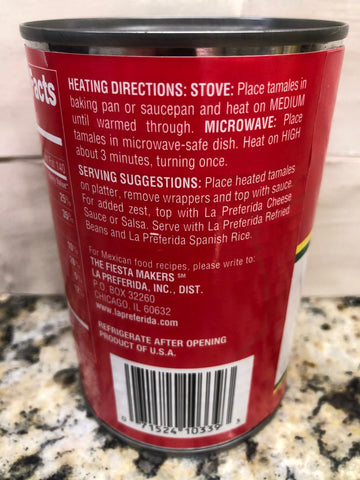 Facts
HEATING DIRECTIONS: STOVE: Place tamales in
baking pan or saucepan and heat on MEDIUM
until warmed through. MICROWAVE: Place
tamales in microwave-safe dish. Heat on HIGH
about 3 minutes, turning once.
SERVING SUGGESTIONS: Place heated tamales
on platter, remove wrappers and top with sauce.
For added zest, top with La Preferida Cheese
Sauce or Salsa. Serve with La Preferida Refried
Beans and La Preferida Spanish Rice.
For Mexican food recipes, please write to:
THE FIESTA MAKERS℠
LA PREFERIDA, INC., DIST.
P.O. BOX 32260
CHICAGO, IL 60632
www.lapreferida.com
REFRIGERATE AFTER OPENING
PRODUCT OF U.S.A.
0 71524 10339 3